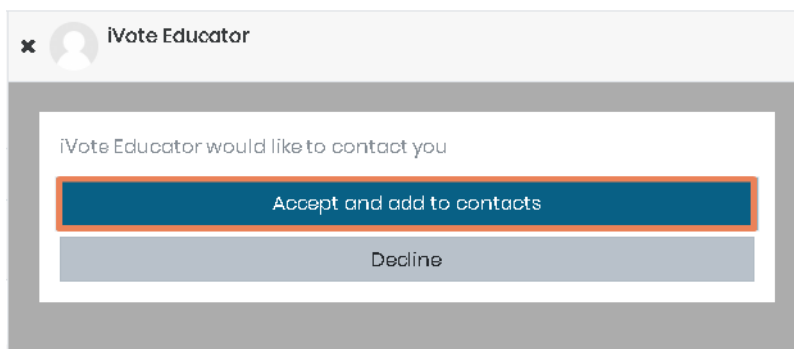 iVote Educator
iVote Educator would like to contact you
Accept and add to contacts
Decline